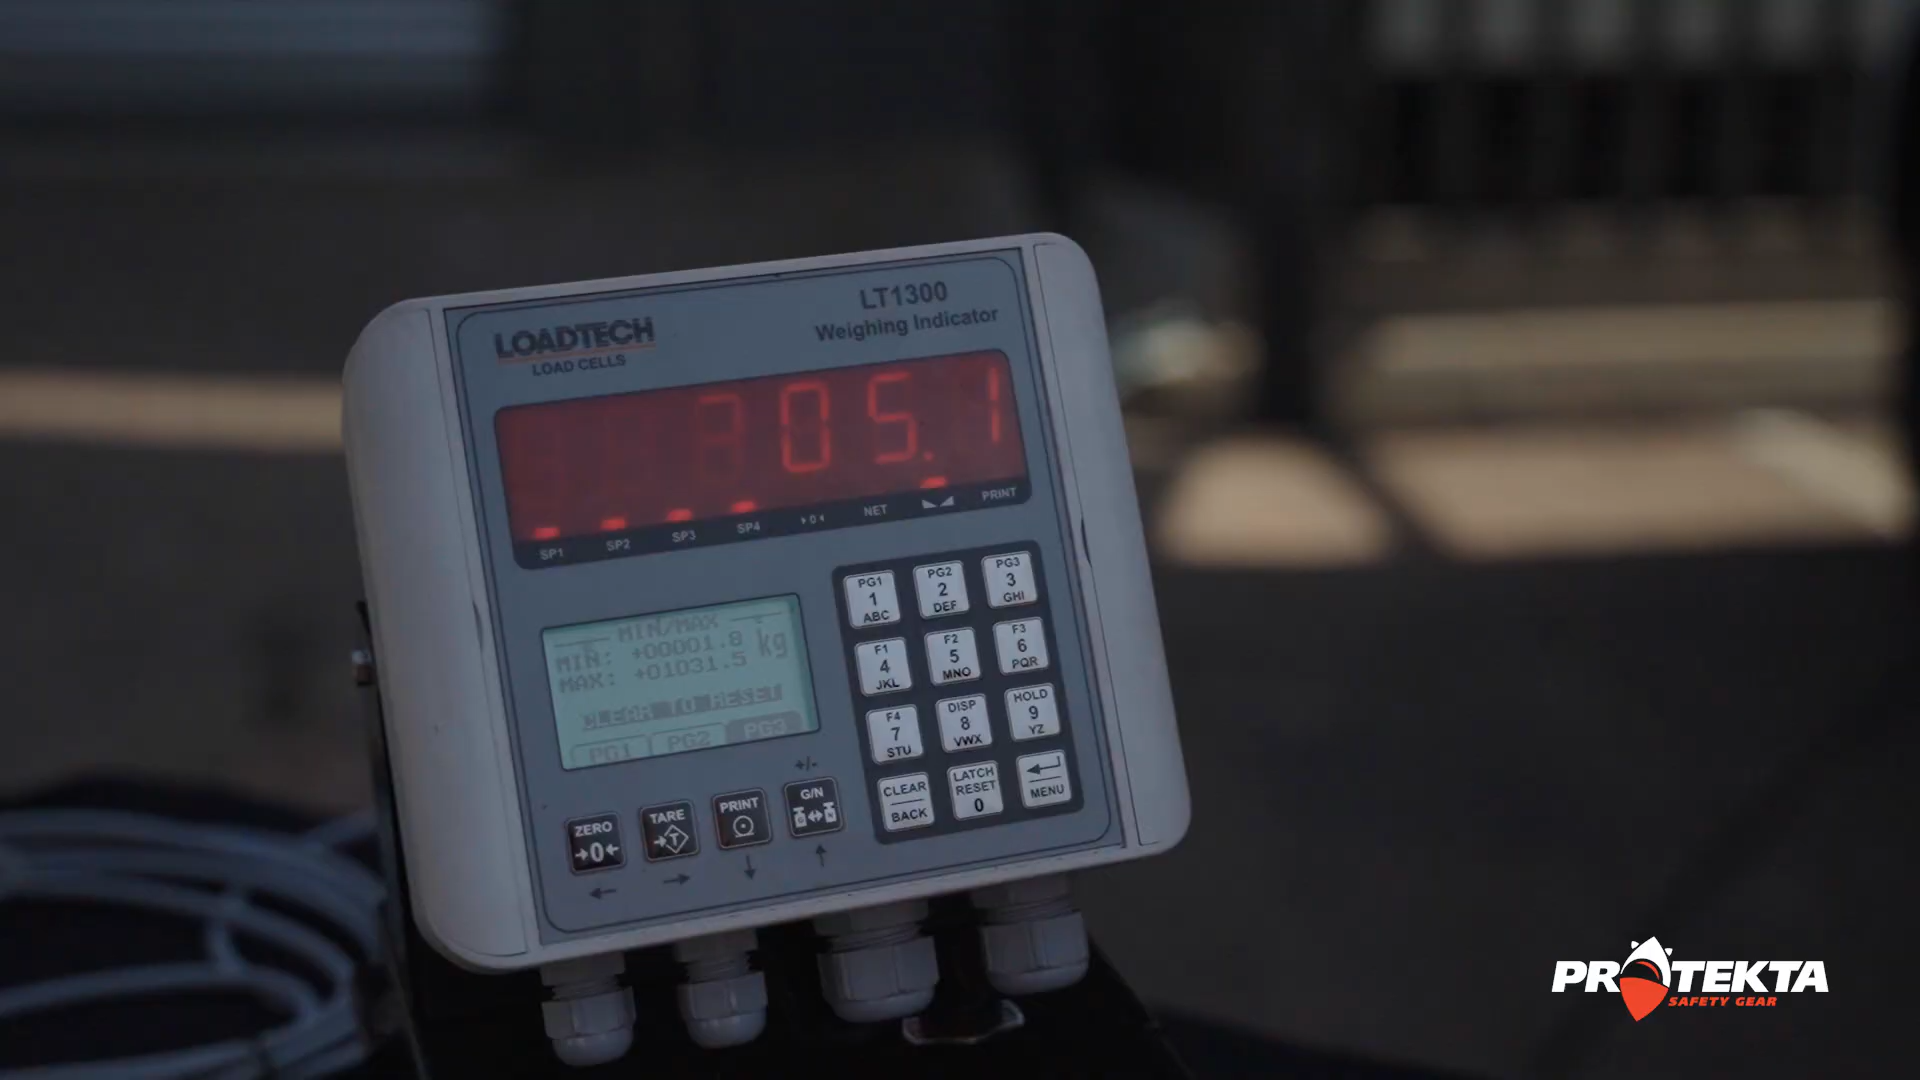 LT1300
Weighing Indicator
LOADTECH
LOAD CELLS
05.1
SP1 SP2 SP3 SP4 →0← NET PRINT
MIN/MAX
MIN: +00001.8 kg
MAX: +01031.5
CLEAR TO RESET
PG1 PG2 PG3
PG1 1 ABC
PG2 2 DEF
PG3 3 GHI
F1 4 JKL
F2 5 MNO
F3 6 PQR
F4 7 STU
DISP 8 VWX
HOLD 9 YZ
CLEAR BACK
LATCH RESET 0
MENU
+/-
ZERO →0←
TARE →T
PRINT
G/N
PROTEKTA
SAFETY GEAR